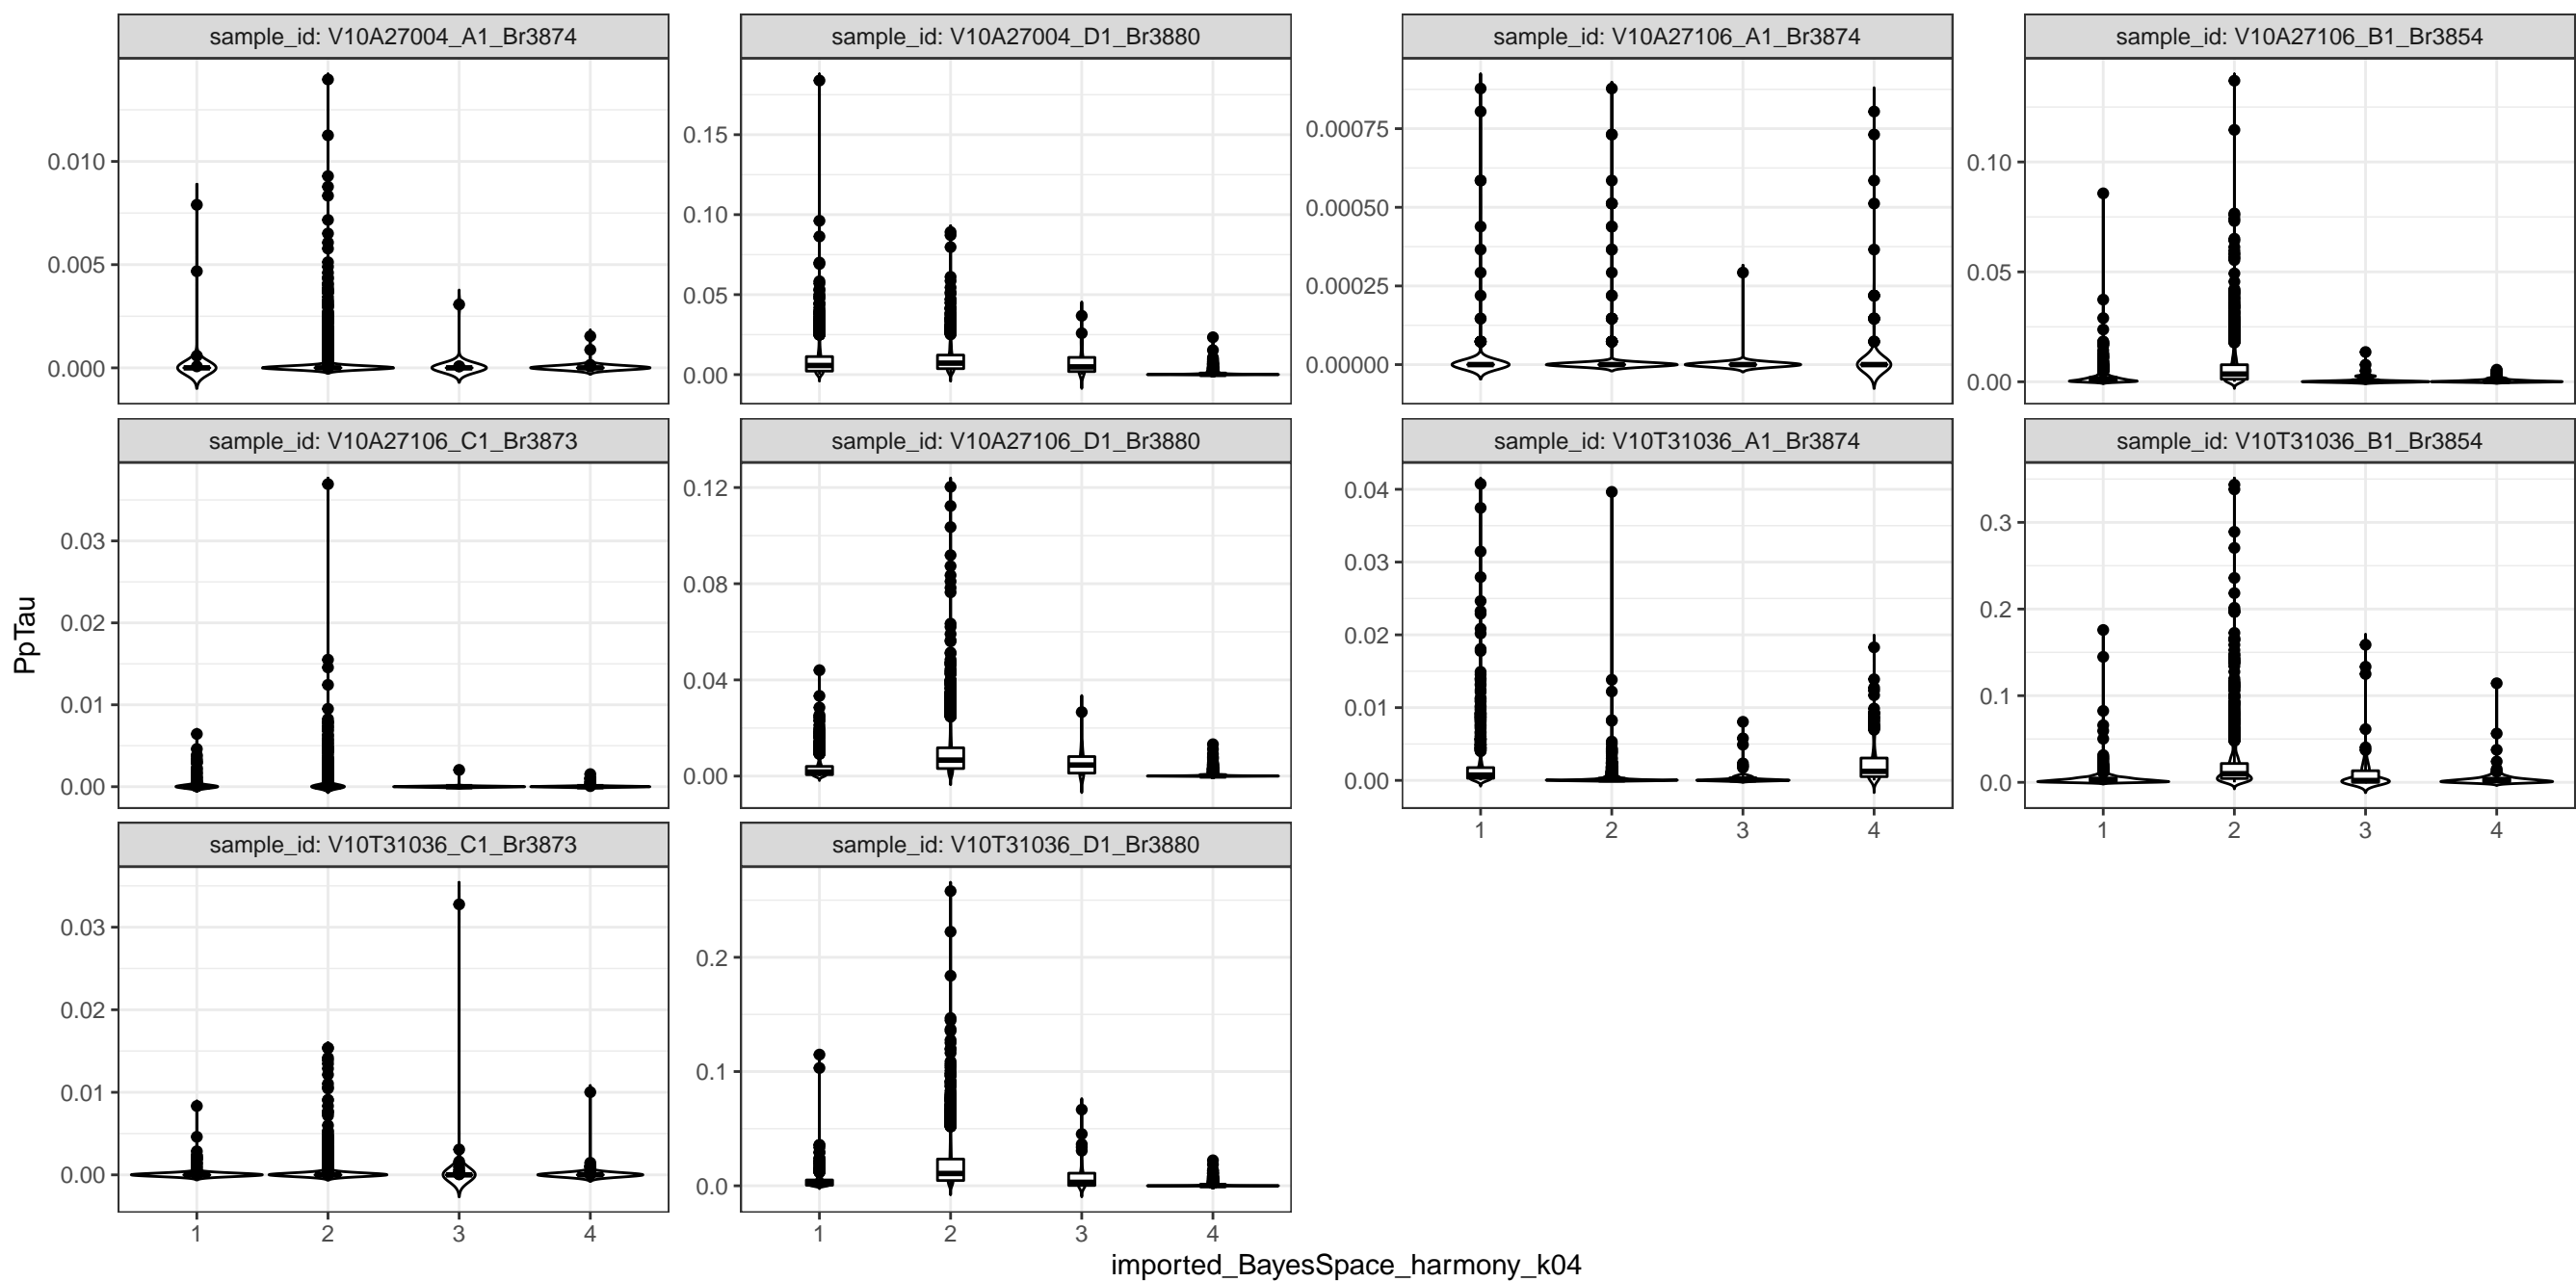 sample_id: V10A27004_A1_Br3874
sample_id: V10A27004_D1_Br3880
sample_id: V10A27106_A1_Br3874
sample_id: V10A27106_B1_Br3854
0.010
0.005
0.000
0.15
0.10
0.05
0.00
0.00075
0.00050
0.00025
0.00000
0.10
0.05
0.00
sample_id: V10A27106_C1_Br3873
sample_id: V10A27106_D1_Br3880
sample_id: V10T31036_A1_Br3874
sample_id: V10T31036_B1_Br3854
0.03
0.02
0.01
0.00
0.12
0.08
0.04
0.00
0.04
0.03
0.02
0.01
0.00
0.3
0.2
0.1
0.0
1 2 3 4
1 2 3 4
sample_id: V10T31036_C1_Br3873
sample_id: V10T31036_D1_Br3880
0.03
0.02
0.01
0.00
0.2
0.1
0.0
1 2 3 4
1 2 3 4
PpTau
imported_BayesSpace_harmony_k04